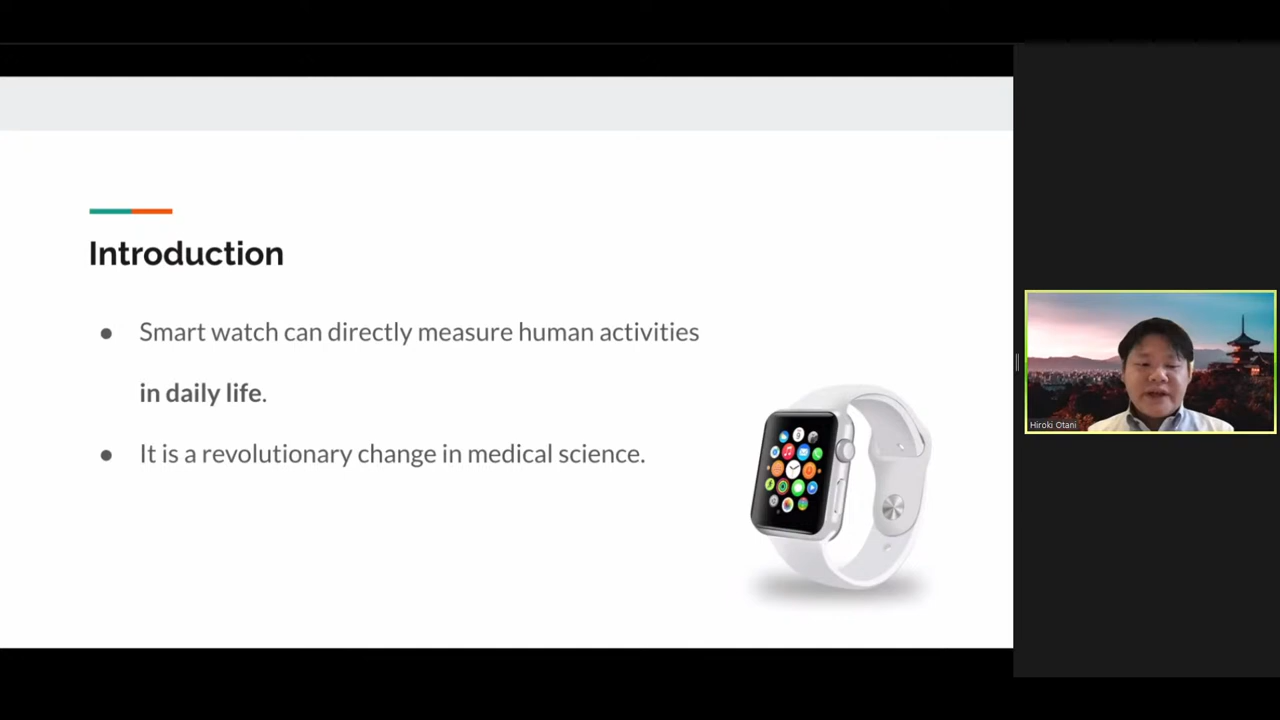 Introduction
● Smart watch can directly measure human activities
in daily life.
● It is a revolutionary change in medical science.
Hiroki Otani